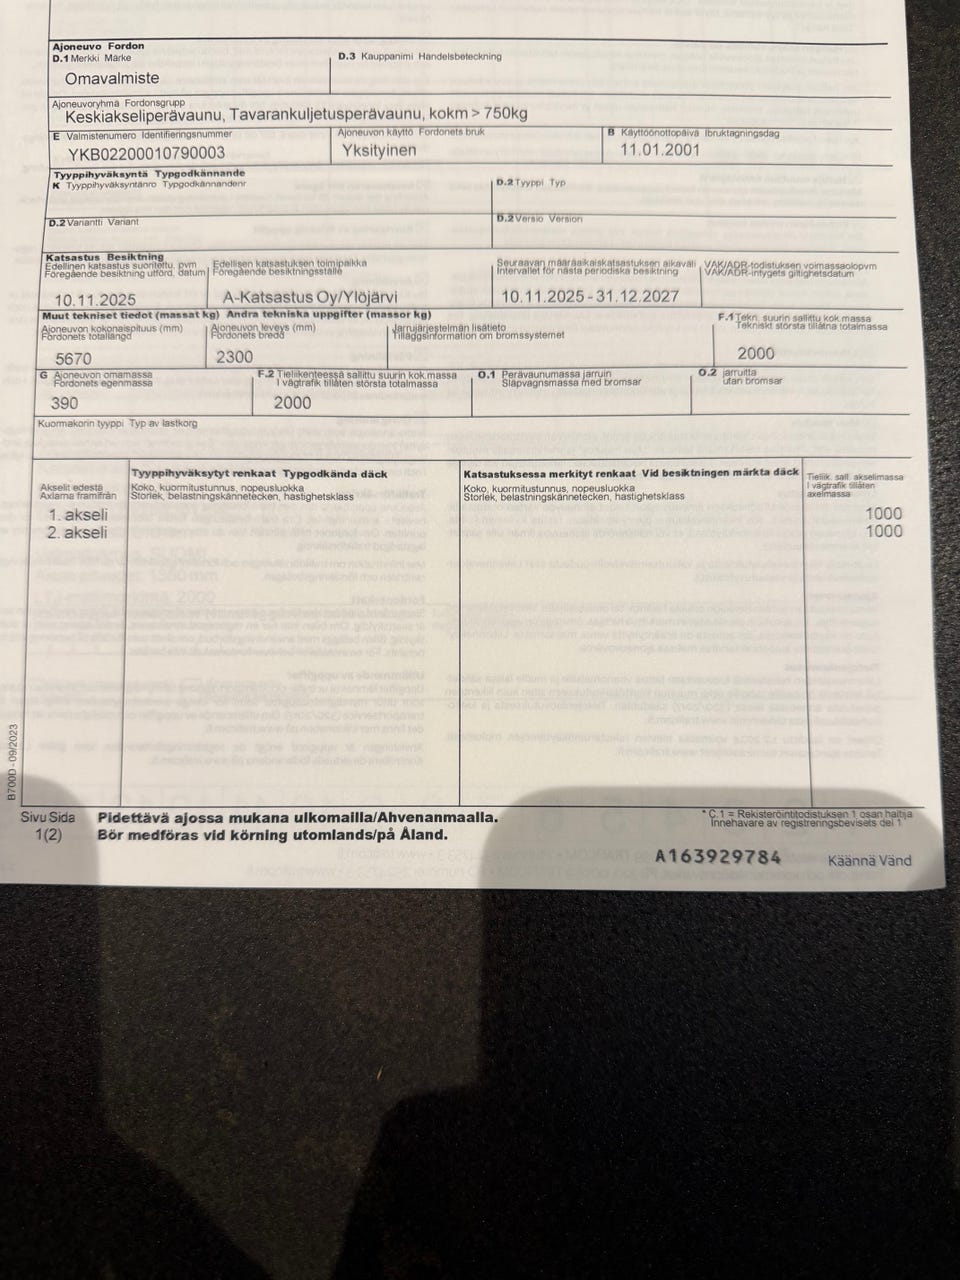 Ajoneuvo Fordon
D.1 Merkki Märke
D.3 Kauppanimi Handelsbeteckning
Omavalmiste
Ajoneuvoryhmä Fordonsgrupp
Keskiakseliperävaunu, Tavarankuljetusperävaunu, kokm > 750kg
E Valmistenumero Identifieringsnummer
Ajoneuvon käyttö Fordonets bruk
B Käyttöönottopäivä Ibruktagningsdag
YKB02200010790003
Yksityinen
11.01.2001
Tyyppihyväksyntä Typgodkännande
K Tyyppihyväksyntänro Typgodkännandenr
D.2 Tyyppi Typ
D.2 Variantti Variant
D.2 Versio Version
Katsastus Besiktning
Edellinen katsastus suoritettu, pvm
Föregående besiktning utförd, datum
Edellisen katsastuksen toimipaikka
Föregående besiktningsställe
Seuraavan määräaikaiskatsastuksen aikaväli
Intervallet för nästa periodiska besiktning
VAK/ADR-todistuksen voimassaolopvm
VAK/ADR-intygets giltighetsdatum
10.11.2025
A-Katsastus Oy/Ylöjärvi
10.11.2025 - 31.12.2027
Muut tekniset tiedot (massat kg) Andra tekniska uppgifter (massor kg)
Ajoneuvon kokonaispituus (mm)
Fordonets totallängd
Ajoneuvon leveys (mm)
Fordonets bredd
Jarrujärjestelmän lisätieto
Tilläggsinformation om bromssystemet
F.1 Tekn. suurin sallittu kok.massa
Tekniskt största tillåtna totalmassa
5670
2300
2000
G Ajoneuvon omamassa
Fordonets egenmassa
F.2 Tieliikenteessä sallittu suurin kok.massa
I vägtrafik tillåten största totalmassa
O.1 Perävaunumassa jarruin
Släpvagnsmassa med bromsar
O.2 jarruitta
utan bromsar
390
2000
Kuormakorin tyyppi Typ av lastkorg
Akselit edestä
Axlarna framifrån
Tyyppihyväksytyt renkaat Typgodkända däck
Koko, kuormitustunnus, nopeusluokka
Storlek, belastningskännetecken, hastighetsklass
Katsastuksessa merkityt renkaat Vid besiktningen märkta däck
Koko, kuormitustunnus, nopeusluokka
Storlek, belastningskännetecken, hastighetsklass
Tieliik. sall. akselimassa
I vägtrafik tillåten
axelmassa
1. akseli
1000
2. akseli
1000
B700D - 09/2023
Sivu Sida
1(2)
Pidettävä ajossa mukana ulkomailla/Ahvenanmaalla.
Bör medföras vid körning utomlands/på Åland.
* C.1 = Rekisteröintitodistuksen 1 osan haltija
Innehavare av registreringsbevisets del 1
A163929784
Käännä Vänd